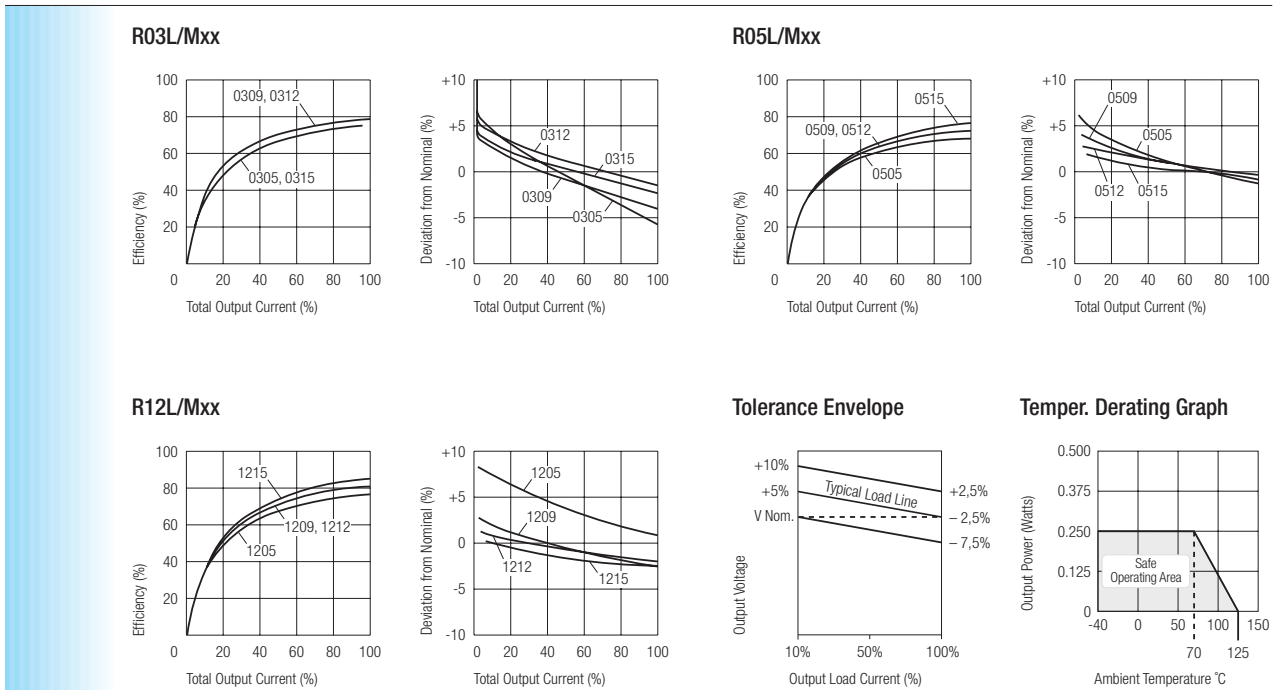 R03L/Mxx
R05L/Mxx
Efficiency (%)
100
80
60
40
20
0
20 40 60 80 100
0309, 0312
0305, 0315
Total Output Current (%)
Deviation from Nominal (%)
+10
+5
0
-5
-10
0 20 40 60 80 100
0312
0315
0309
0305
Total Output Current (%)
Efficiency (%)
100
80
60
40
20
0
20 40 60 80 100
0515
0509, 0512
0505
Total Output Current (%)
Deviation from Nominal (%)
+10
+5
0
-5
-10
0 20 40 60 80 100
0509
0505
0512
0515
Total Output Current (%)
R12L/Mxx
Tolerance Envelope
Temper. Derating Graph
Efficiency (%)
100
80
60
40
20
0
20 40 60 80 100
1215
1209, 1212
1205
Total Output Current (%)
Deviation from Nominal (%)
+10
+5
0
-5
-10
0 20 40 60 80 100
1205
1209
1212
1215
Total Output Current (%)
Output Voltage
+10%
+5%
V Nom.
Typical Load Line
+2,5%
– 2,5%
– 7,5%
10% 50% 100%
Output Load Current (%)
Output Power (Watts)
0.500
0.375
0.250
0.125
0
Safe
Operating Area
-40 0 50 100 150
70 125
Ambient Temperature ˚C